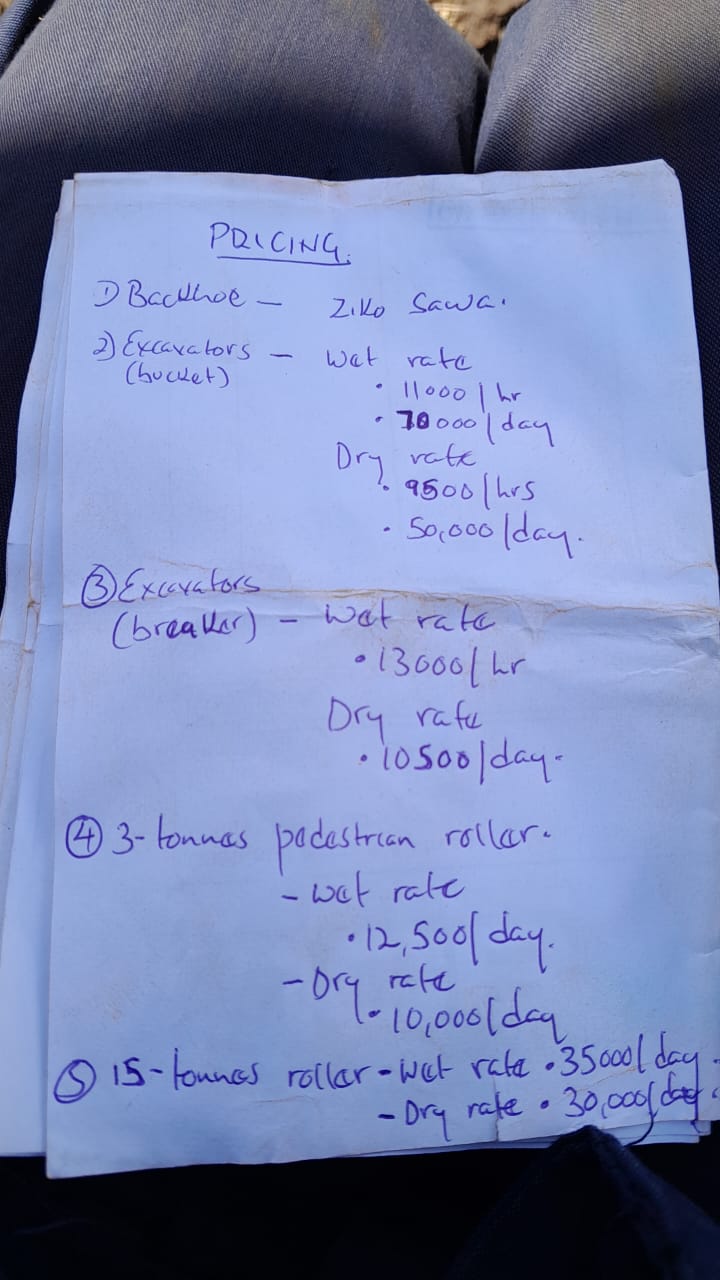 PRICING.
1) Backhoe - Ziko Sawa.
2) Excavators - Wet rate
(bucket)
• 11000/hr
• 70000/day
Dry rate
• 9500/hrs
• 50,000/day.
③ Excavators
(breaker) - Wet rate
• 13000/hr
Dry rate
• 10500/day.
④ 3-tonnes pedestrian roller.
- Wet rate
• 12,500/day.
- Dry rate
• 10,000/day
⑤ 15-tonnes roller - Wet rate • 35000/day.
- Dry rate • 30,000/day.